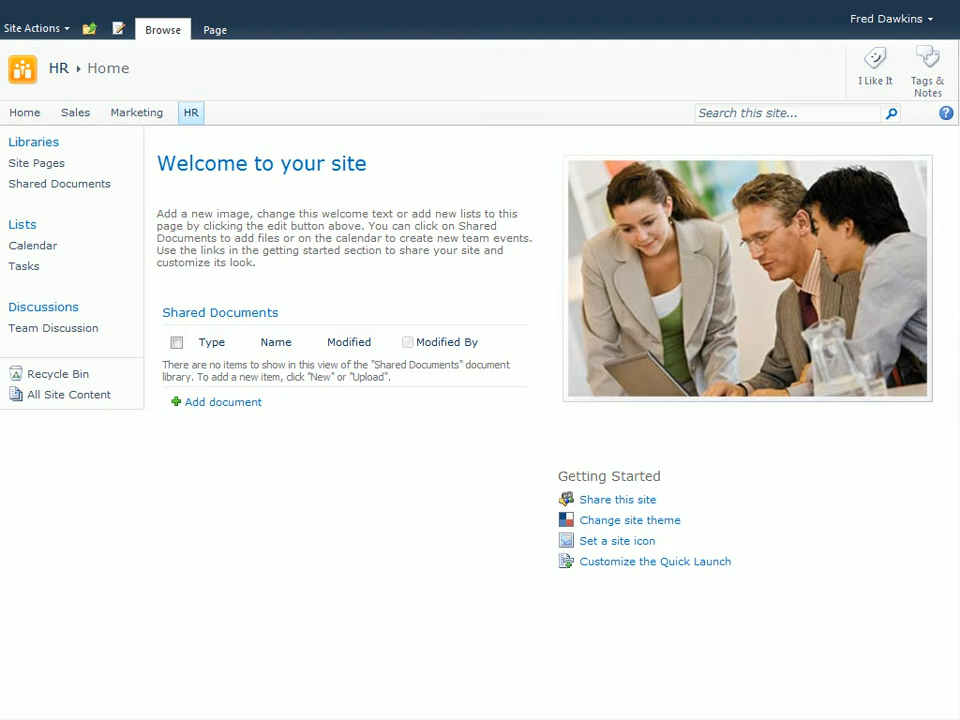 Site Actions
Browse
Page
Fred Dawkins
HR
Home
I Like It
Tags &
Notes
Home
Sales
Marketing
HR
Search this site...
Libraries
Site Pages
Shared Documents
Lists
Calendar
Tasks
Discussions
Team Discussion
Recycle Bin
All Site Content
Welcome to your site
Add a new image, change this welcome text or add new lists to this
page by clicking the edit button above. You can click on Shared
Documents to add files or on the calendar to create new team events.
Use the links in the getting started section to share your site and
customize its look.
Shared Documents
Type Name Modified Modified By
There are no items to show in this view of the "Shared Documents" document
library. To add a new item, click "New" or "Upload".
Add document
Getting Started
Share this site
Change site theme
Set a site icon
Customize the Quick Launch